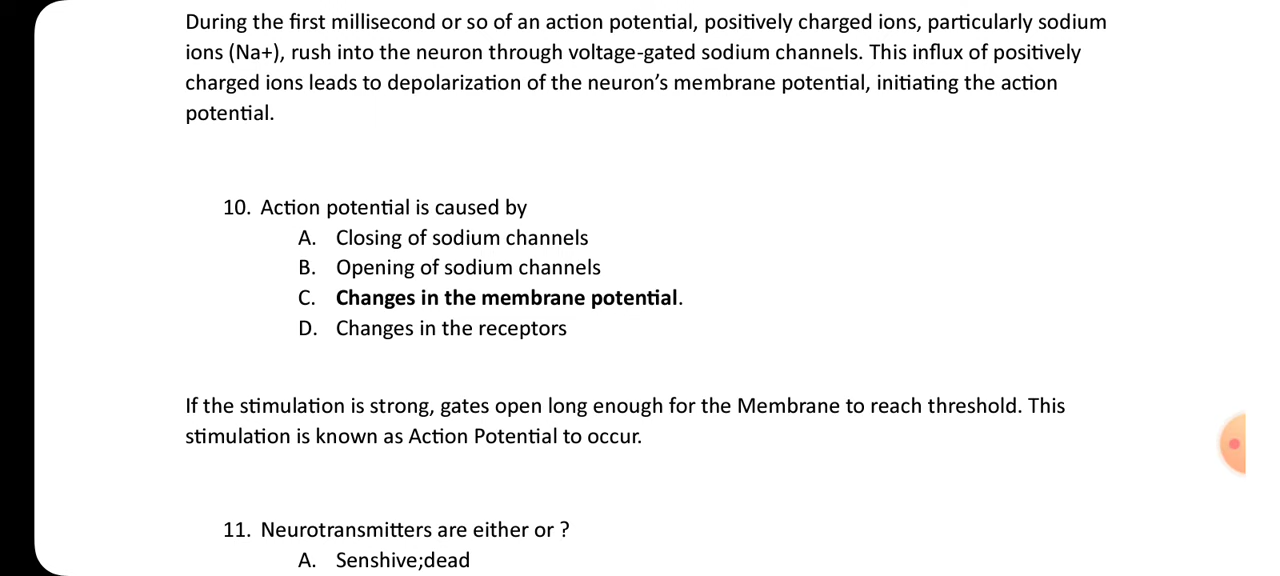 During the first millisecond or so of an action potential, positively charged ions, particularly sodium
ions (Na+), rush into the neuron through voltage-gated sodium channels. This influx of positively
charged ions leads to depolarization of the neuron’s membrane potential, initiating the action
potential.
10. Action potential is caused by
A. Closing of sodium channels
B. Opening of sodium channels
C. Changes in the membrane potential.
D. Changes in the receptors
If the stimulation is strong, gates open long enough for the Membrane to reach threshold. This
stimulation is known as Action Potential to occur.
11. Neurotransmitters are either or ?
A. Senshive;dead